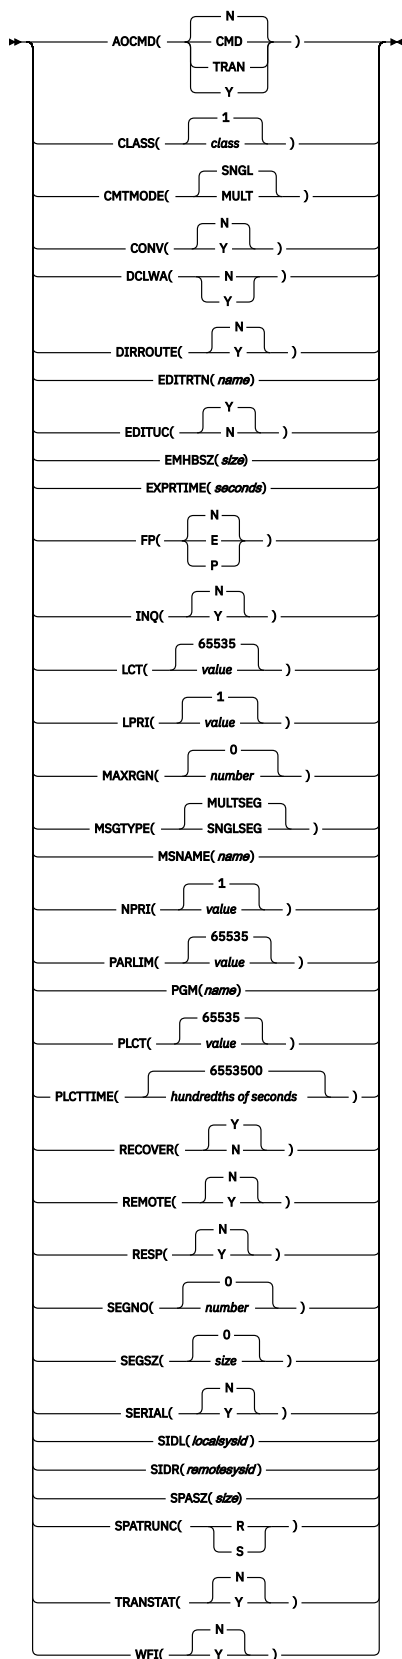 N
AOCMD( CMD )
TRAN
Y
1
CLASS( class )
SNGL
CMTMODE( MULT )
N
CONV( Y )
DCLWA( N )
Y
N
DIRROUTE( Y )
EDITRTN( name )
Y
EDITUC( N )
EMHBSZ( size )
EXPRTIME( seconds )
N
FP( E )
P
N
INQ( Y )
65535
LCT( value )
1
LPRI( value )
0
MAXRGN( number )
MULTSEG
MSGTYPE( SNGLSEG )
MSNAME( name )
1
NPRI( value )
65535
PARLIM( value )
PGM( name )
65535
PLCT( value )
6553500
PLCTTIME( hundredths of seconds )
Y
RECOVER( N )
N
REMOTE( Y )
N
RESP( Y )
0
SEGNO( number )
0
SEGSZ( size )
N
SERIAL( Y )
SIDL( localsysid )
SIDR( remotesysid )
SPASZ( size )
SPATRUNC( R )
S
N
TRANSTAT( Y )
N
WFI( Y )